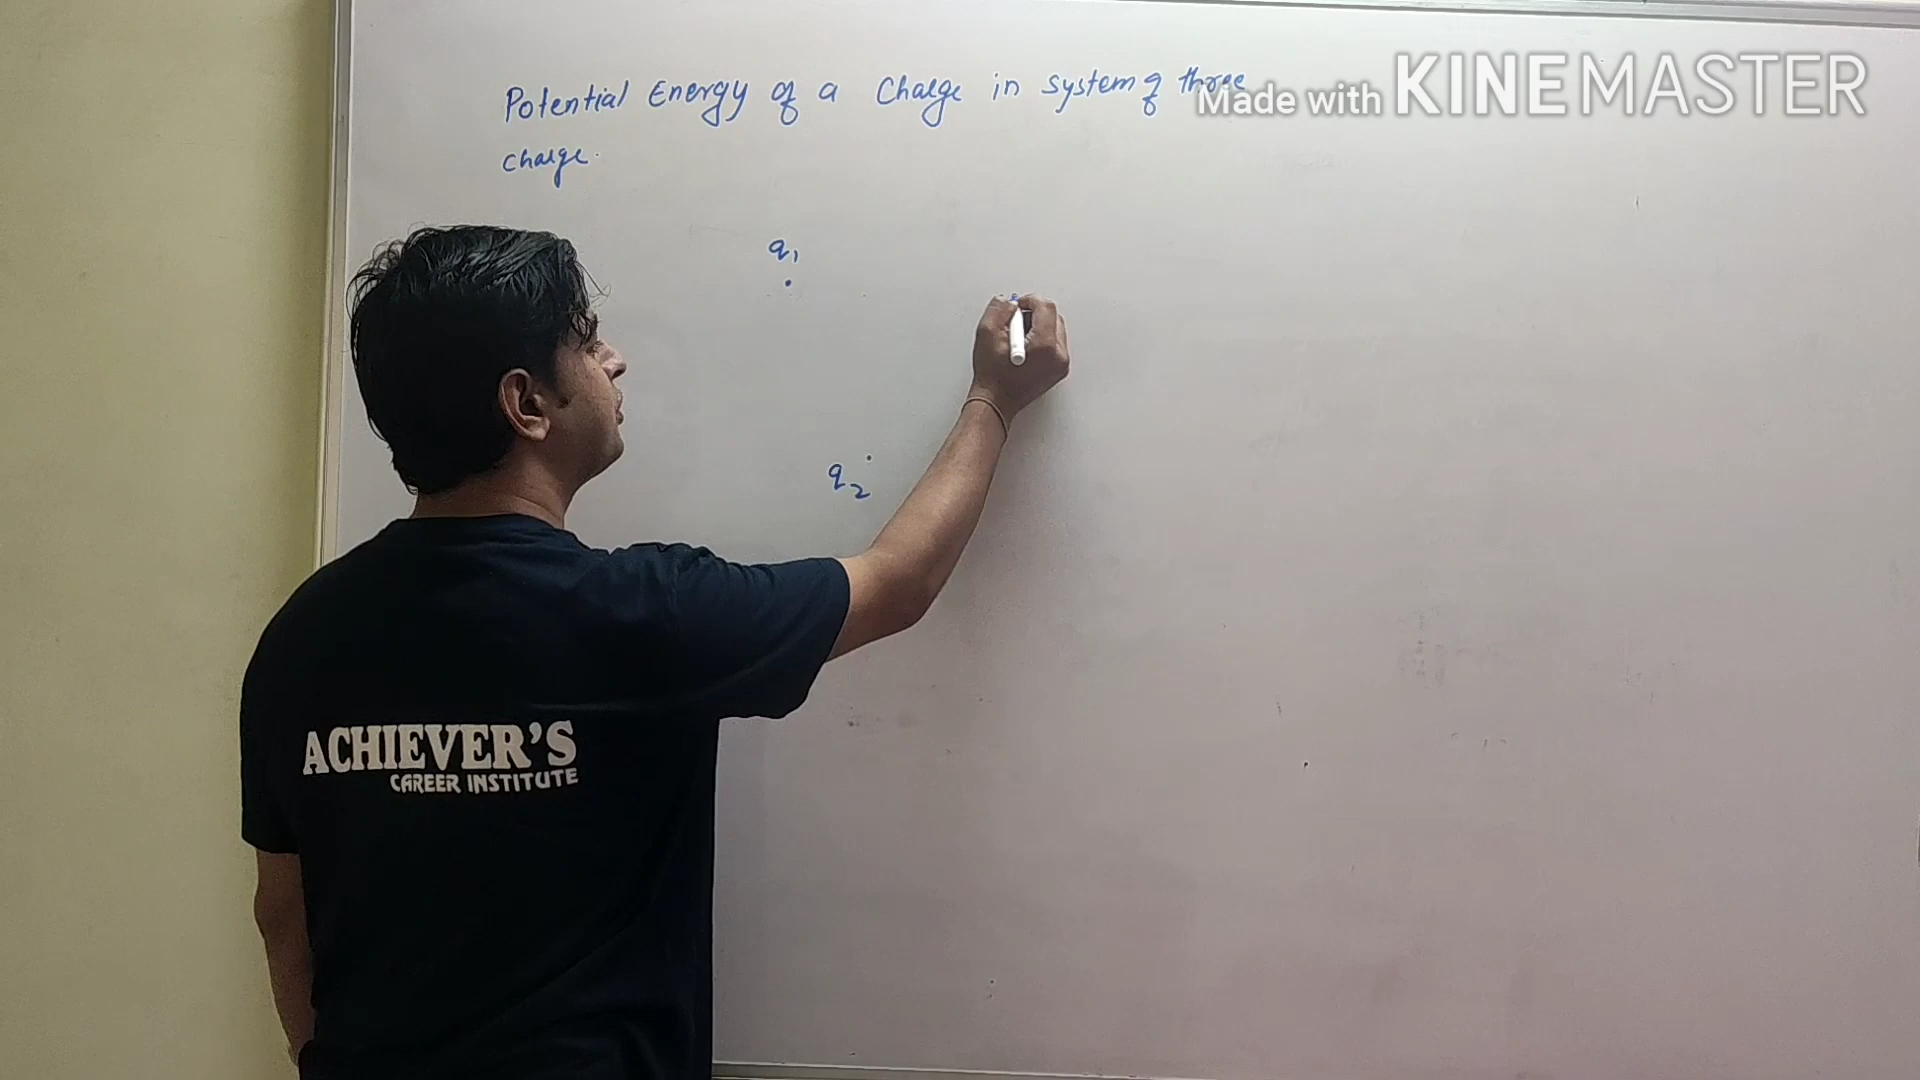 Potential Energy of a Charge in system of three
charge.
Made with KINEMASTER
q1
q2
ACHIEVER'S
CAREER INSTITUTE